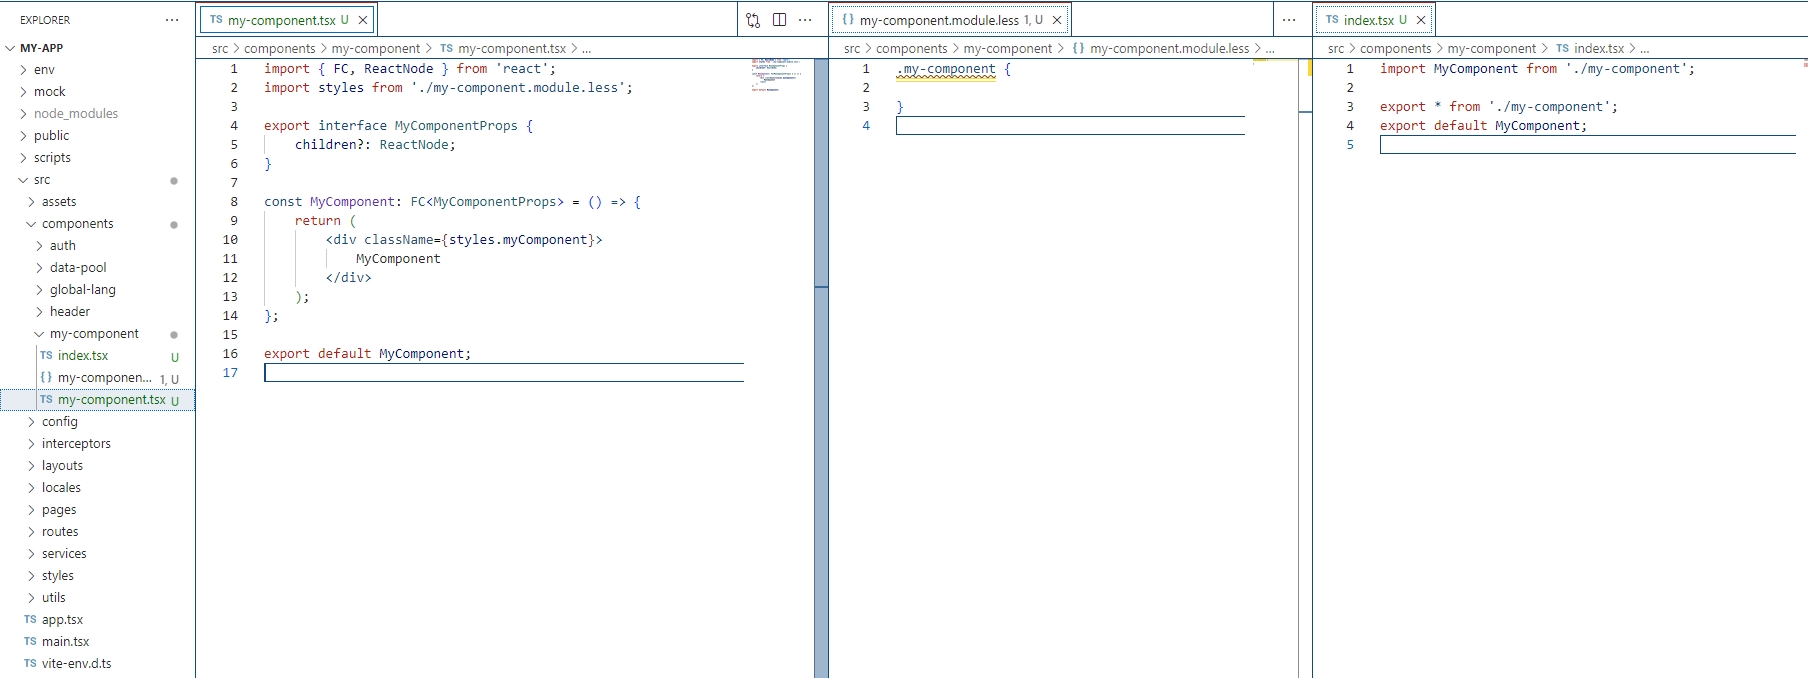 EXPLORER
MY-APP
env
mock
node_modules
public
scripts
src
assets
components
auth
data-pool
global-lang
header
my-component
TS index.tsx U
{} my-componen... 1, U
TS my-component.tsx U
config
interceptors
layouts
locales
pages
routes
services
styles
utils
TS app.tsx
TS main.tsx
TS vite-env.d.ts
TS my-component.tsx U
src > components > my-component > TS my-component.tsx > ...
1 import { FC, ReactNode } from 'react';
2 import styles from './my-component.module.less';
3
4 export interface MyComponentProps {
5 children?: ReactNode;
6 }
7
8 const MyComponent: FC<MyComponentProps> = () => {
9 return (
10 <div className={styles.myComponent}>
11 MyComponent
12 </div>
13 );
14 };
15
16 export default MyComponent;
17
{} my-component.module.less 1, U
src > components > my-component > {} my-component.module.less > ...
1 .my-component {
2
3 }
4
TS index.tsx U
src > components > my-component > TS index.tsx > ...
1 import MyComponent from './my-component';
2
3 export * from './my-component';
4 export default MyComponent;
5